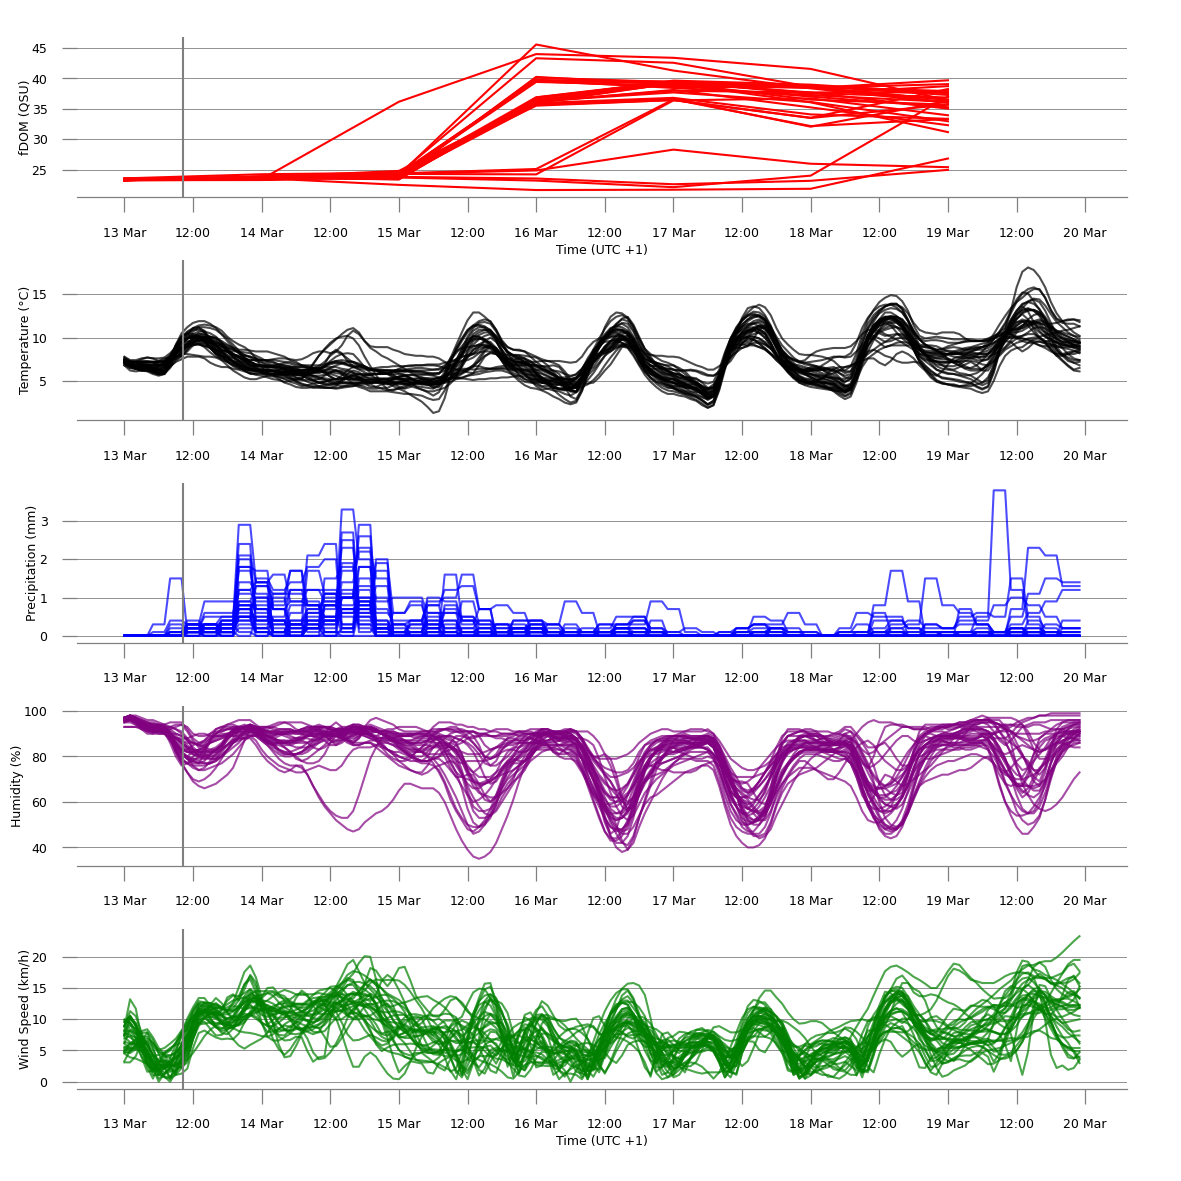 45
40
35
30
25
fDOM (QSU)
13 Mar 12:00 14 Mar 12:00 15 Mar 12:00 16 Mar 12:00 17 Mar 12:00 18 Mar 12:00 19 Mar 12:00 20 Mar
Time (UTC +1)
15
10
5
Temperature (°C)
13 Mar 12:00 14 Mar 12:00 15 Mar 12:00 16 Mar 12:00 17 Mar 12:00 18 Mar 12:00 19 Mar 12:00 20 Mar
3
2
1
0
Precipitation (mm)
13 Mar 12:00 14 Mar 12:00 15 Mar 12:00 16 Mar 12:00 17 Mar 12:00 18 Mar 12:00 19 Mar 12:00 20 Mar
100
80
60
40
Humidity (%)
13 Mar 12:00 14 Mar 12:00 15 Mar 12:00 16 Mar 12:00 17 Mar 12:00 18 Mar 12:00 19 Mar 12:00 20 Mar
20
15
10
5
0
Wind Speed (km/h)
13 Mar 12:00 14 Mar 12:00 15 Mar 12:00 16 Mar 12:00 17 Mar 12:00 18 Mar 12:00 19 Mar 12:00 20 Mar
Time (UTC +1)